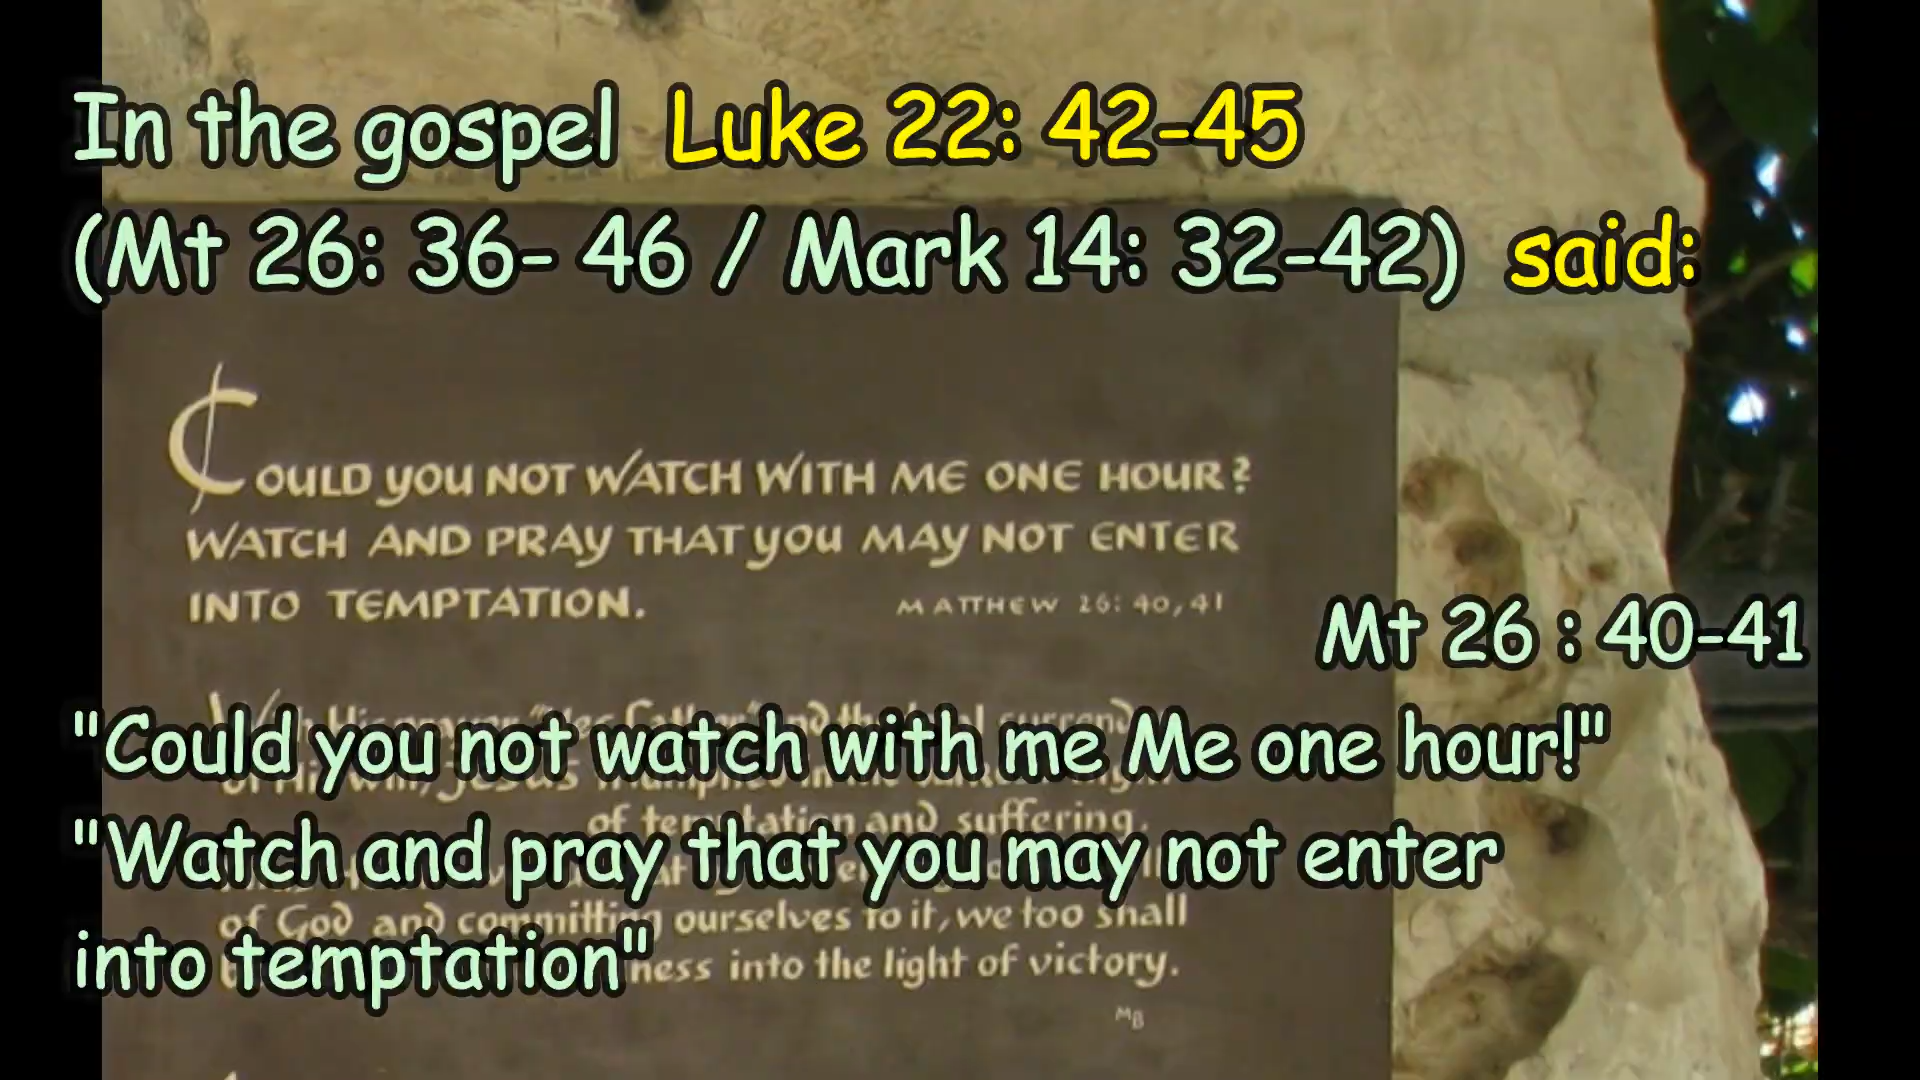 In the gospel Luke 22: 42-45
(Mt 26: 36- 46 / Mark 14: 32-42) said:
COULD YOU NOT WATCH WITH ME ONE HOUR?
WATCH AND PRAY THAT YOU MAY NOT ENTER
INTO TEMPTATION. MATTHEW 26: 40, 41
Mt 26 : 40-41
"Could you not watch with me Me one hour!"
of temptation and suffering.
"Watch and pray that you may not enter
of God and committing ourselves to it, we too shall
into temptation"
into the light of victory.
MB